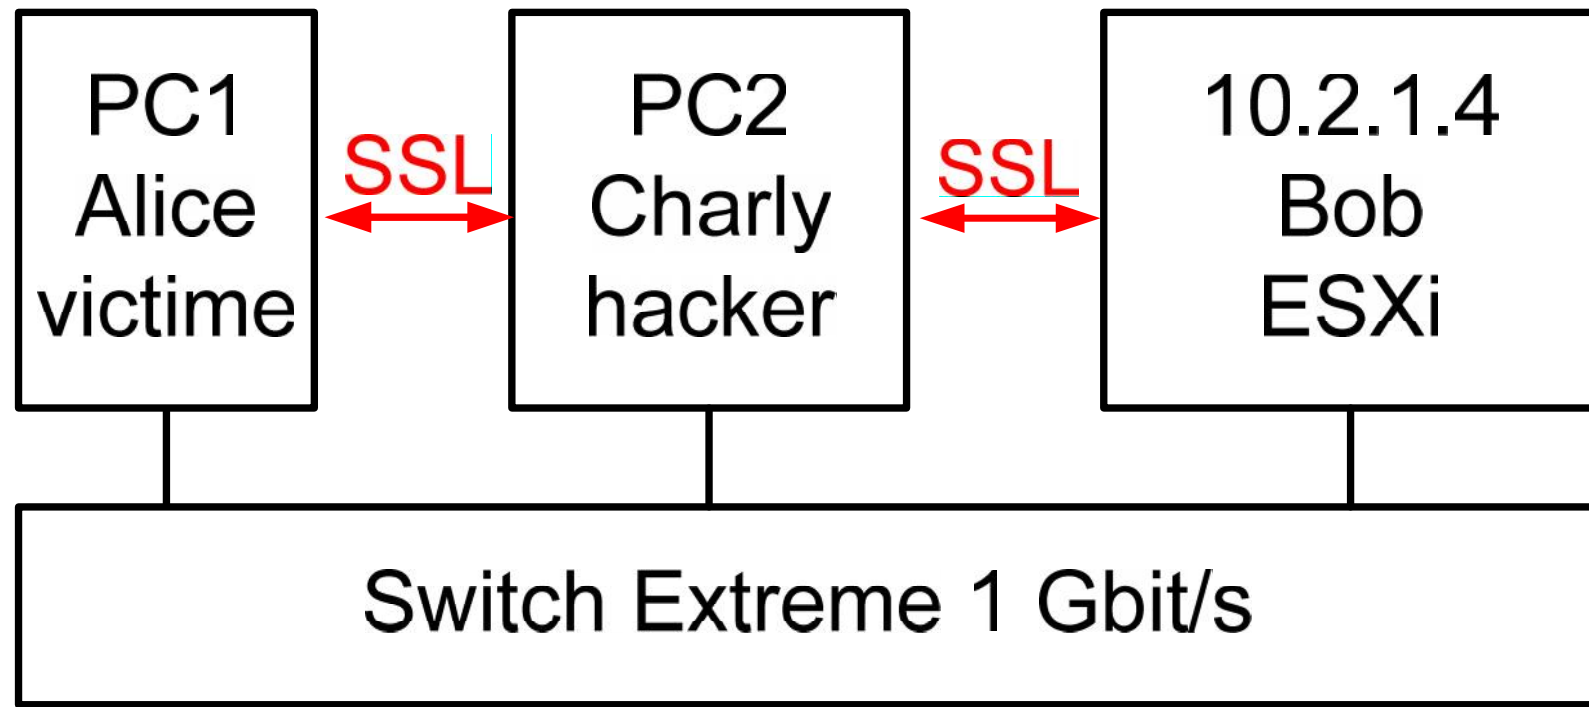 PC1
Alice
victime
SSL
PC2
Charly
hacker
SSL
10.2.1.4
Bob
ESXi
Switch Extreme 1 Gbit/s